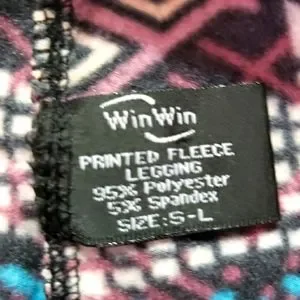 WinWin
PRINTED FLEECE
LEGGING
95% Polyester
5% Spandex
SIZE:S-L